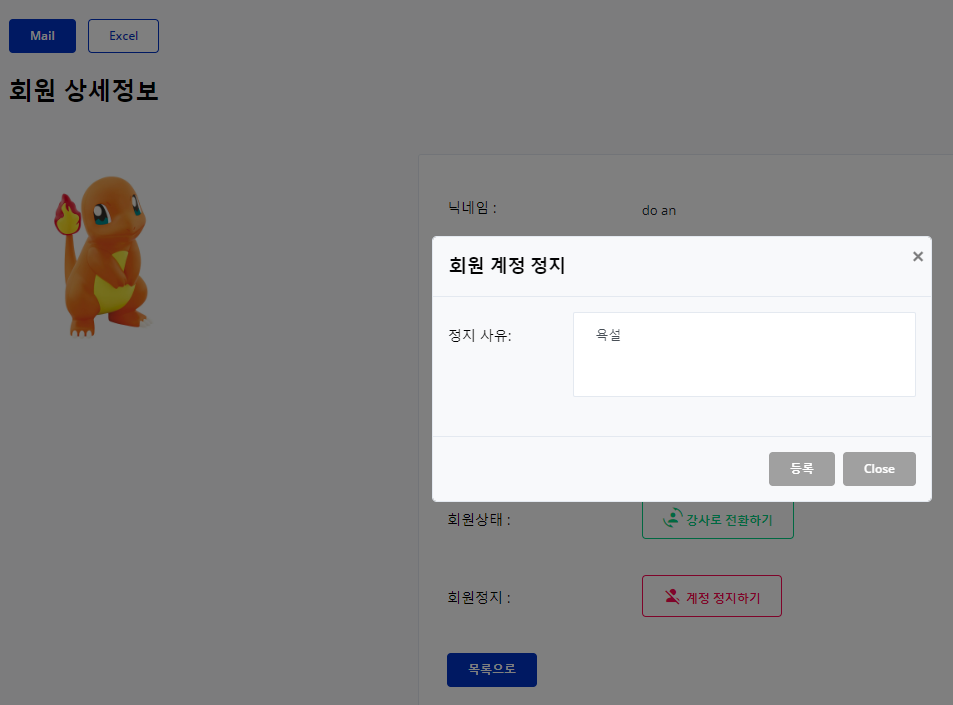 Mail Excel
회원 상세정보
닉네임 : do an
회원 계정 정지 ×
정지 사유: 욕설
등록 Close
회원상태 : 강사로 전환하기
회원정지 : 계정 정지하기
목록으로